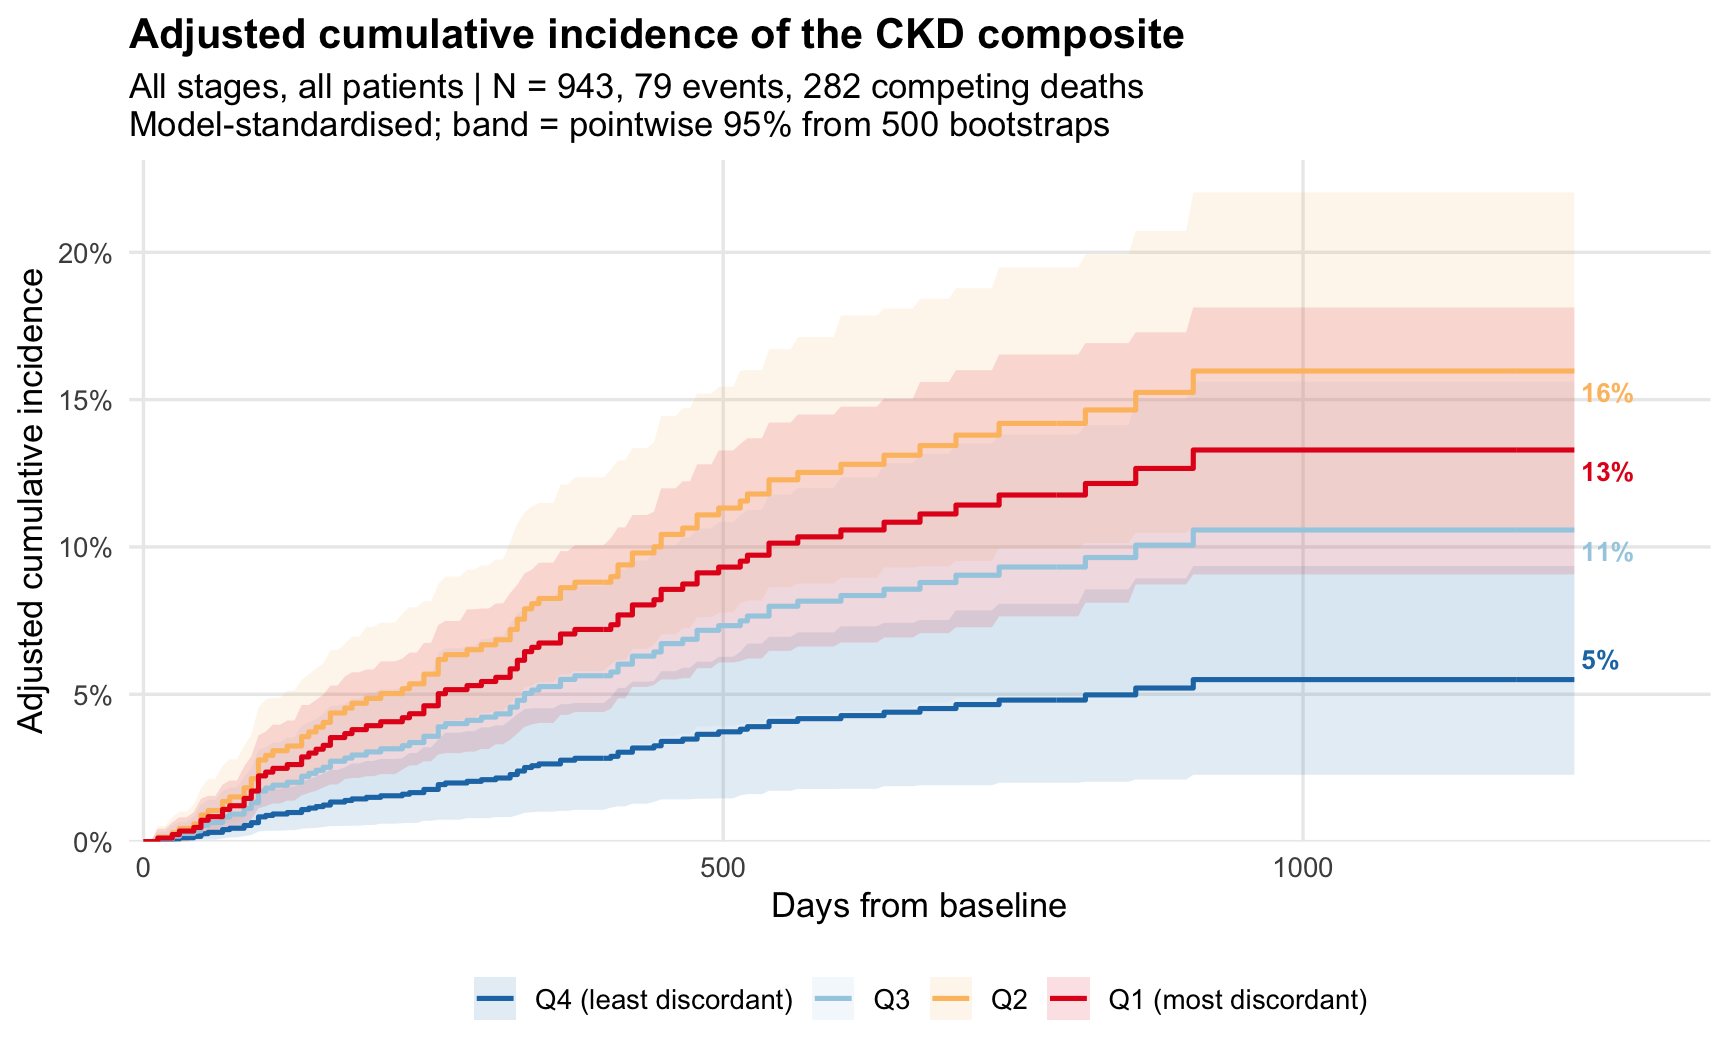 Adjusted cumulative incidence of the CKD composite
All stages, all patients | N = 943, 79 events, 282 competing deaths
Model-standardised; band = pointwise 95% from 500 bootstraps
Adjusted cumulative incidence
20%
15%
10%
5%
0%
16%
13%
11%
5%
0
500
1000
Days from baseline
Q4 (least discordant)
Q3
Q2
Q1 (most discordant)